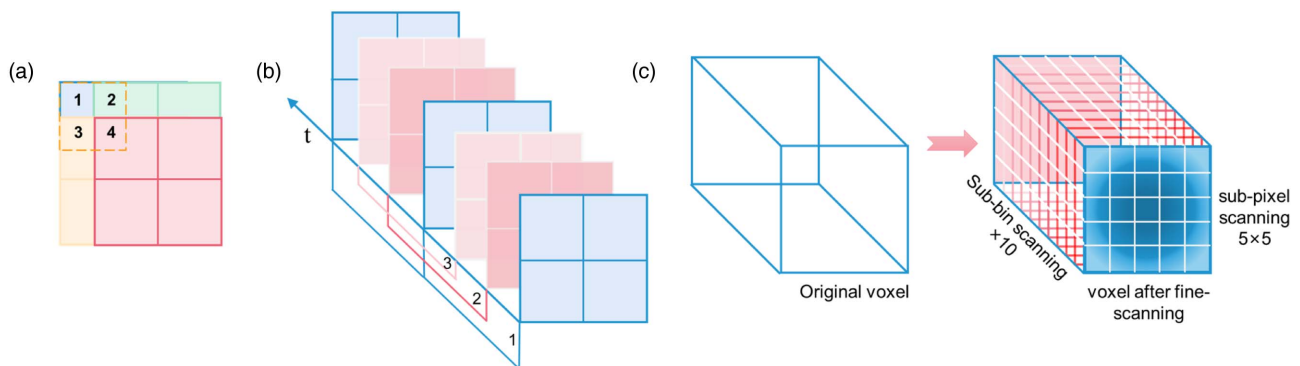 (a)
1 2
3 4
(b)
t
3
2
1
(c)
Original voxel
Sub-bin scanning
×10
sub-pixel
scanning
5×5
voxel after fine-
scanning